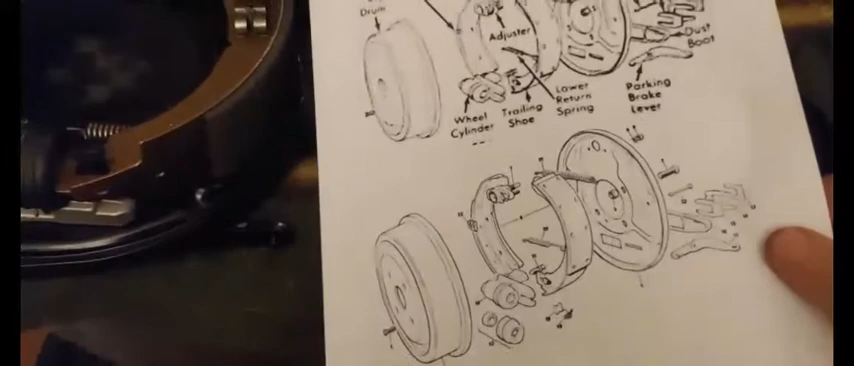 Drum
Adjuster
Dust
Boot
Lower
Return
Spring
Parking
Brake
Lever
Wheel
Cylinder
Trailing
Shoe